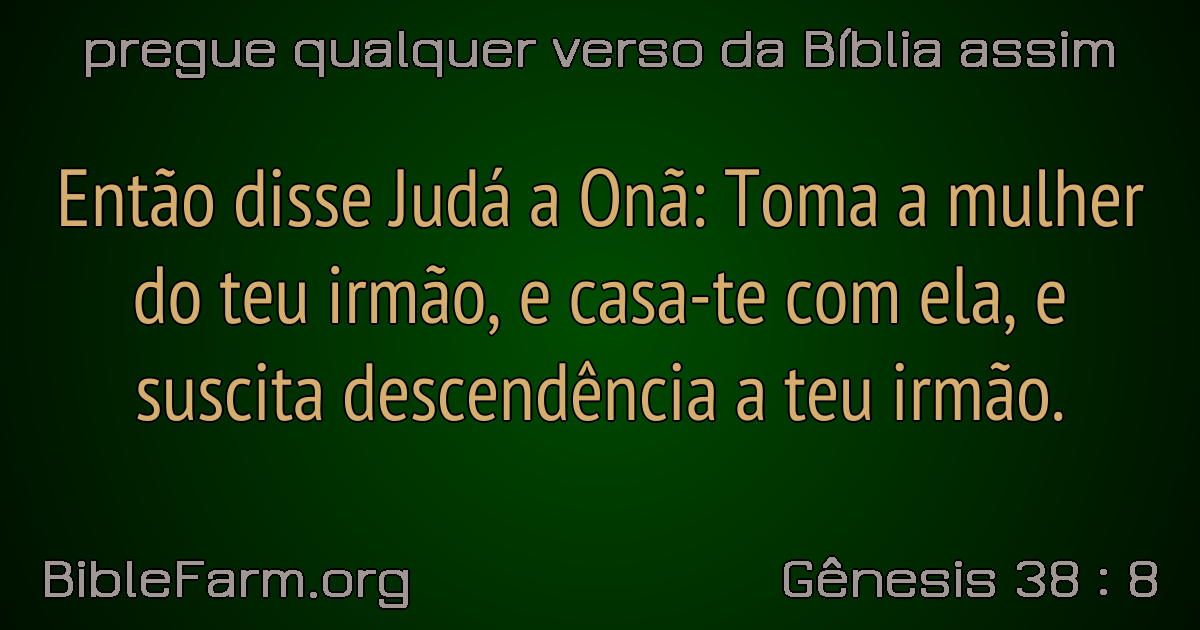 pregue qualquer verso da Bíblia assim
Então disse Judá a Onã: Toma a mulher
do teu irmão, e casa-te com ela, e
suscita descendência a teu irmão.
BibleFarm.org
Gênesis 38 : 8